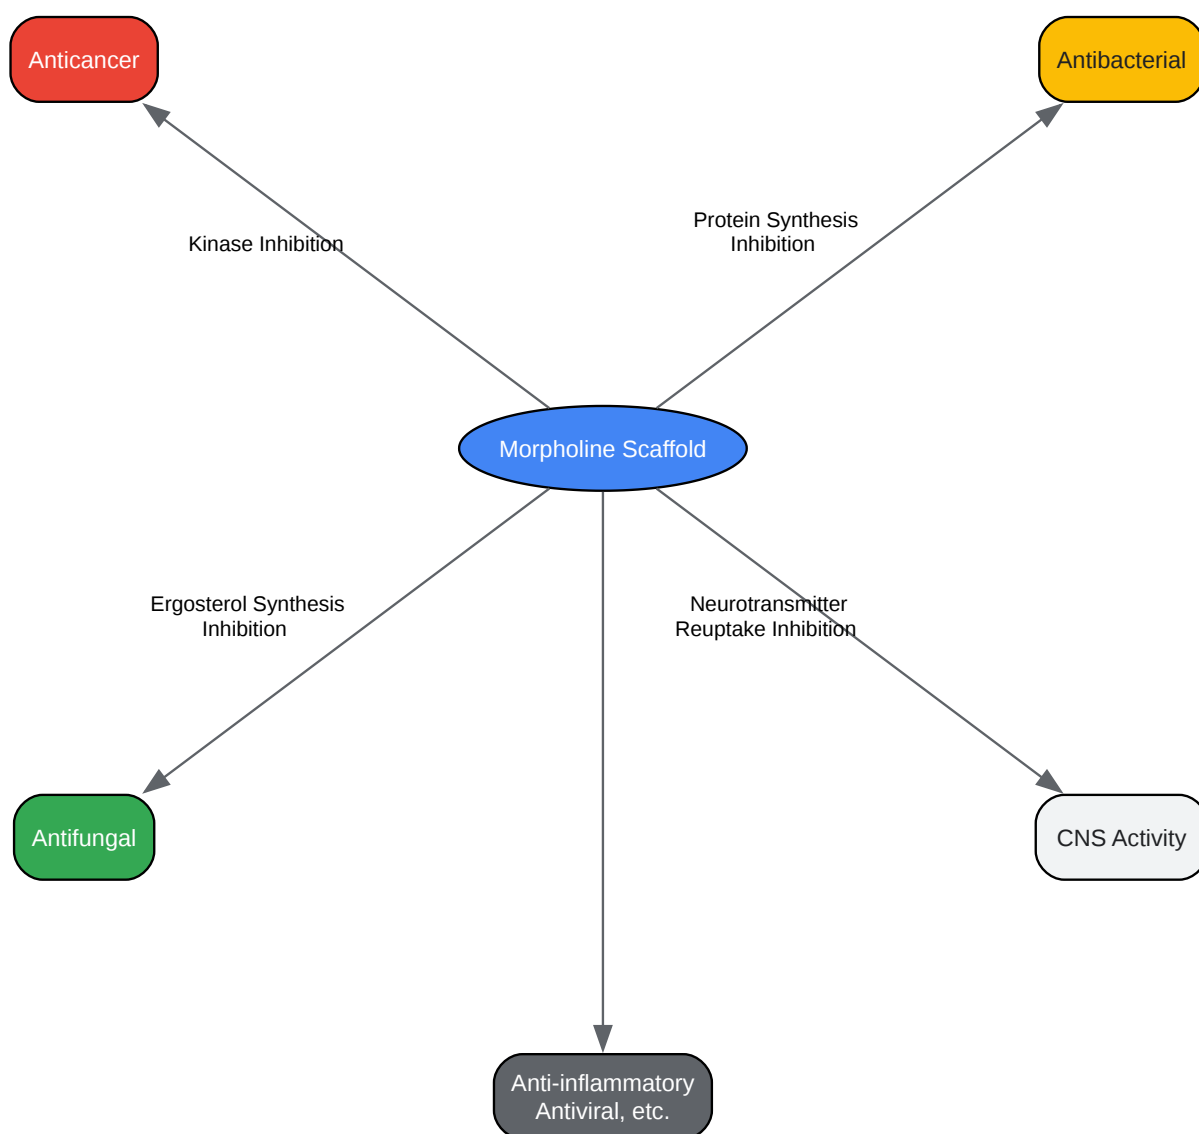 Anticancer
Antibacterial
Kinase Inhibition
Protein Synthesis
Inhibition
Morpholine Scaffold
Ergosterol Synthesis
Inhibition
Neurotransmitter
Reuptake Inhibition
Antifungal
CNS Activity
Anti-inflammatory
Antiviral, etc.